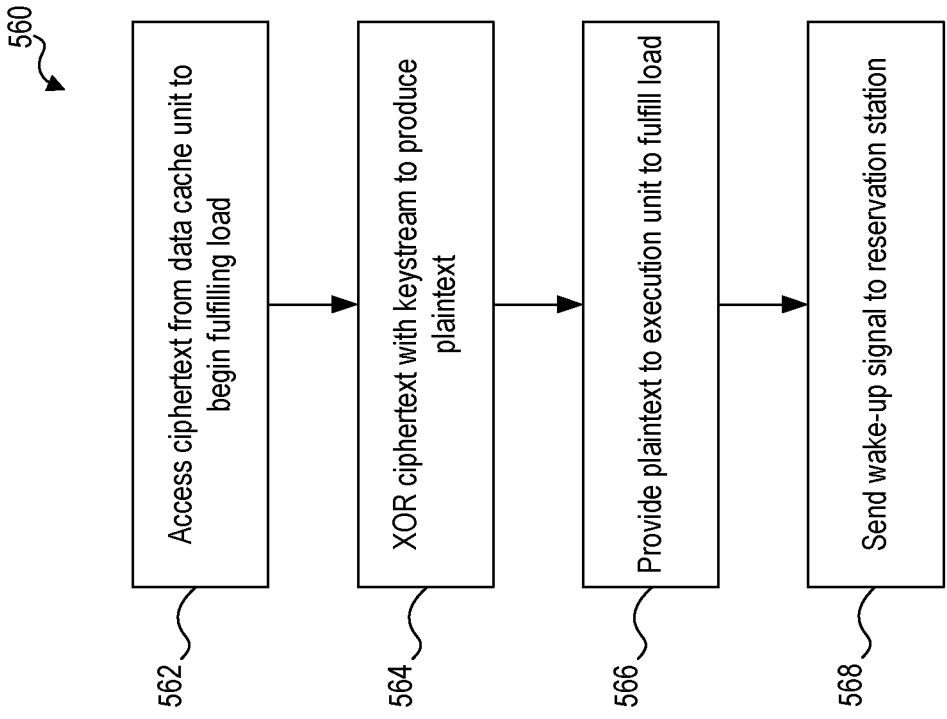 560
562
Access ciphertext from data cache unit to
begin fulfilling load
564
XOR ciphertext with keystream to produce
plaintext
566
Provide plaintext to execution unit to fulfill load
568
Send wake-up signal to reservation station